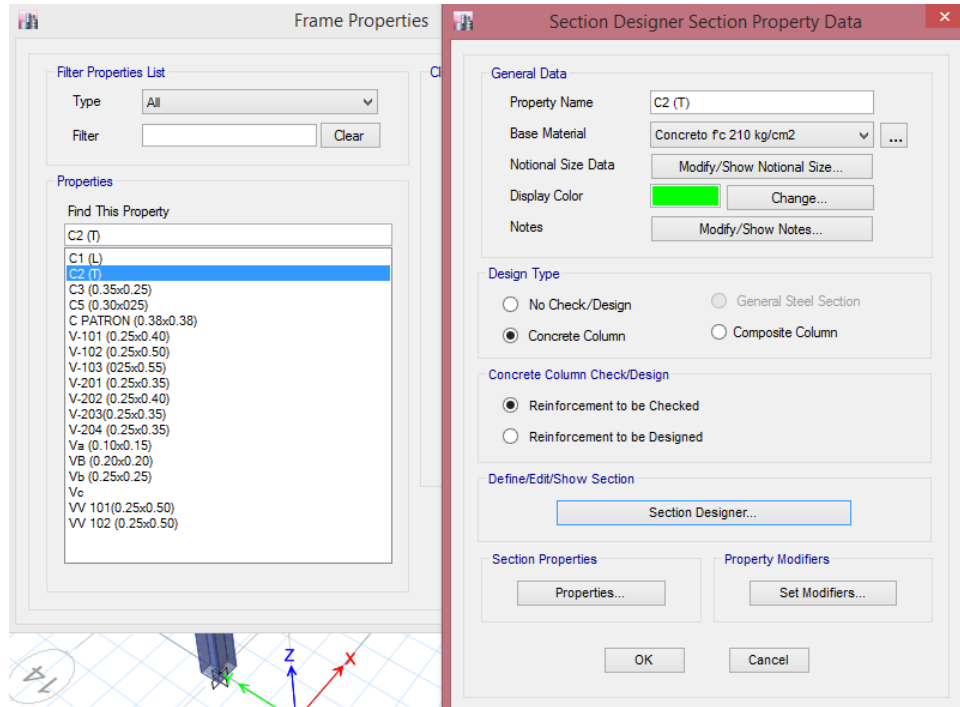 Frame Properties
Filter Properties List
Type
All
Filter
Clear
Properties
Find This Property
C2 (T)
C1 (L)
C2 (T)
C3 (0.35x0.25)
C5 (0.30x025)
C PATRON (0.38x0.38)
V-101 (0.25x0.40)
V-102 (0.25x0.50)
V-103 (025x0.55)
V-201 (0.25x0.35)
V-202 (0.25x0.40)
V-203(0.25x0.35)
V-204 (0.25x0.35)
Va (0.10x0.15)
VB (0.20x0.20)
Vb (0.25x0.25)
Vc
VV 101(0.25x0.50)
VV 102 (0.25x0.50)
Cl
14
Z
X
Y
Section Designer Section Property Data
General Data
Property Name
C2 (T)
Base Material
Concreto f'c 210 kg/cm2
...
Notional Size Data
Modify/Show Notional Size...
Display Color
Change...
Notes
Modify/Show Notes...
Design Type
No Check/Design
General Steel Section
Concrete Column
Composite Column
Concrete Column Check/Design
Reinforcement to be Checked
Reinforcement to be Designed
Define/Edit/Show Section
Section Designer...
Section Properties
Properties...
Property Modifiers
Set Modifiers...
OK
Cancel